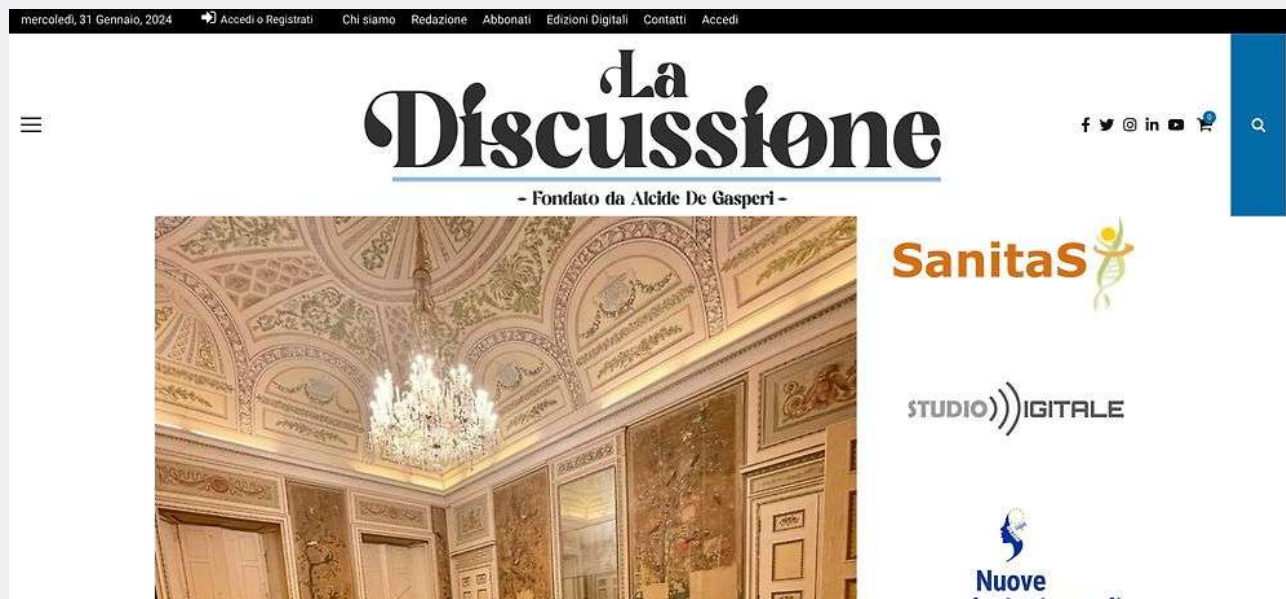 mercoledì, 31 Gennaio, 2024 Accedi o Registrati Chi siamo Redazione Abbonati Edizioni Digitali Contatti Accedi
La
Discussione
0
- Fondato da Alcide De Gasperi -
SanitaS
STUDIO)))IGITALE
Nuove